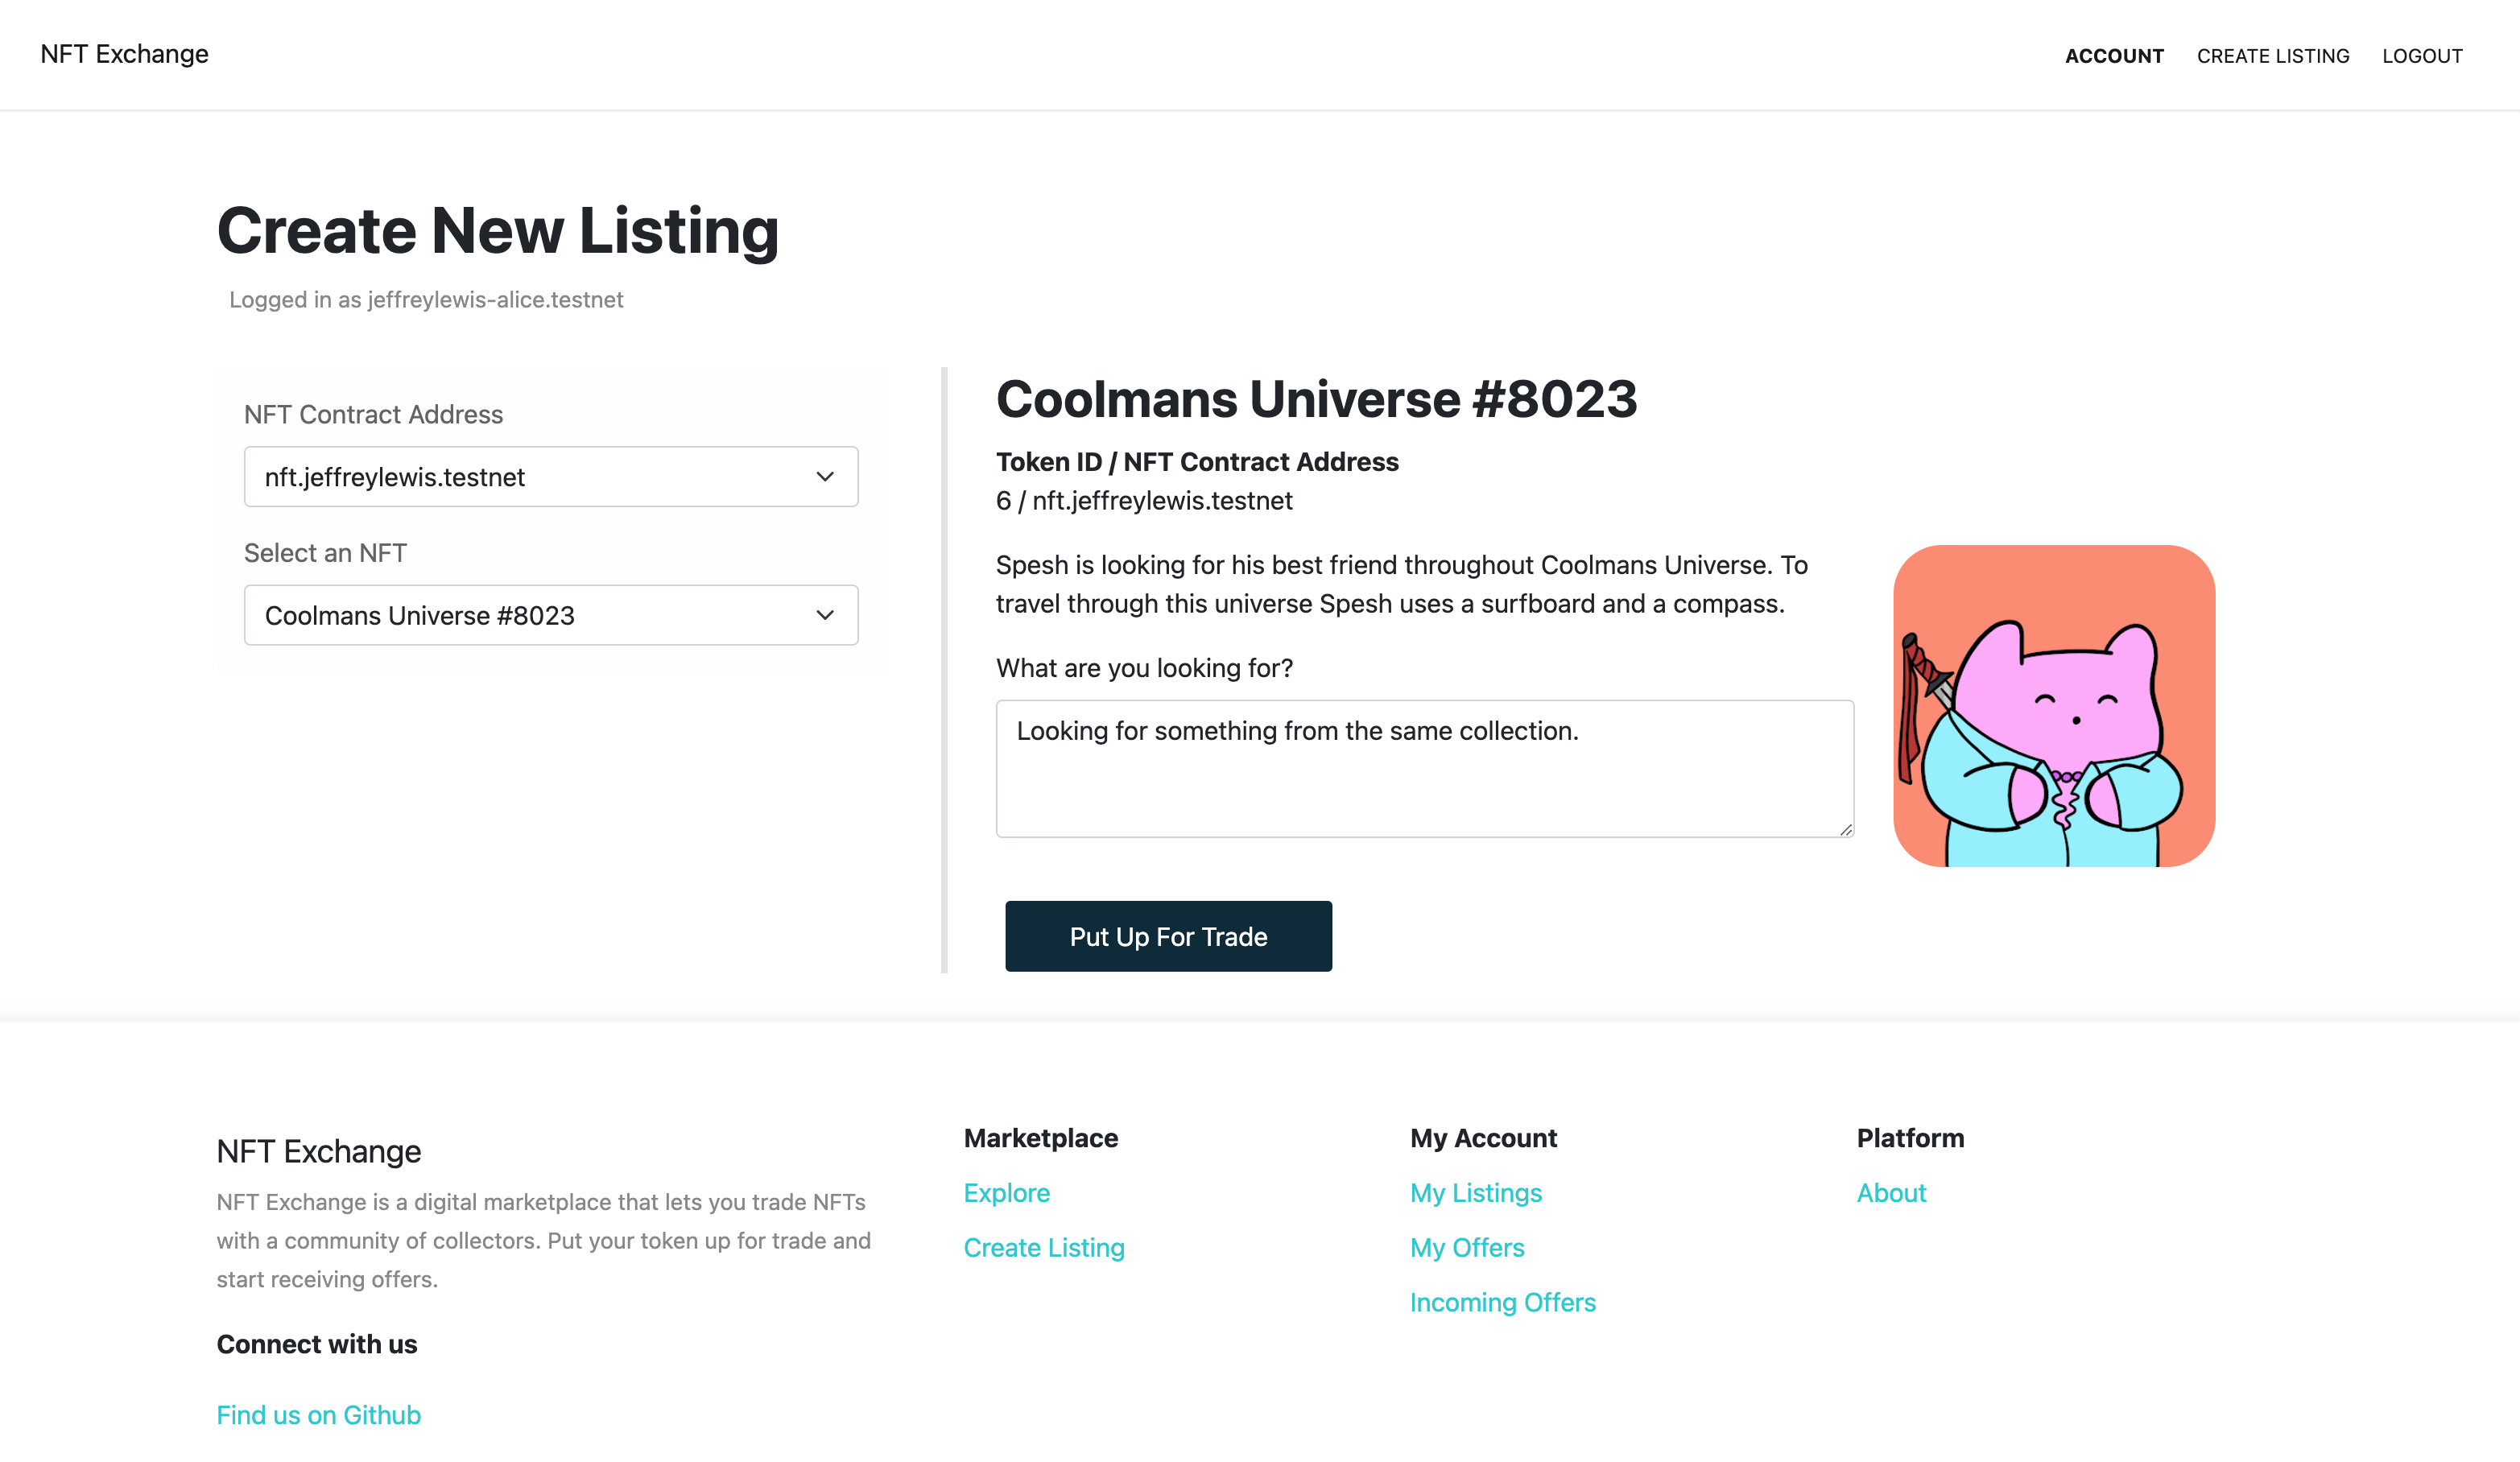 NFT Exchange
ACCOUNT CREATE LISTING LOGOUT
Create New Listing
Logged in as jeffreylewis-alice.testnet
NFT Contract Address
nft.jeffreylewis.testnet
Select an NFT
Coolmans Universe #8023
Coolmans Universe #8023
Token ID / NFT Contract Address
6 / nft.jeffreylewis.testnet
Spesh is looking for his best friend throughout Coolmans Universe. To
travel through this universe Spesh uses a surfboard and a compass.
What are you looking for?
Looking for something from the same collection.
Put Up For Trade
NFT Exchange
NFT Exchange is a digital marketplace that lets you trade NFTs
with a community of collectors. Put your token up for trade and
start receiving offers.
Connect with us
Find us on Github
Marketplace
Explore
Create Listing
My Account
My Listings
My Offers
Incoming Offers
Platform
About